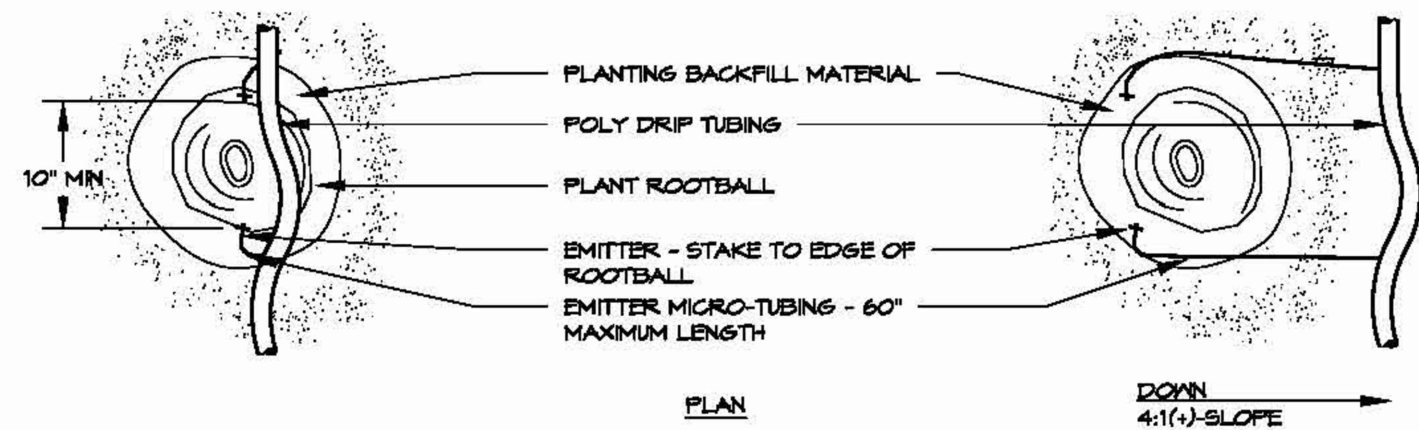 PLANTING BACKFILL MATERIAL
POLY DRIP TUBING
10" MIN
PLANT ROOTBALL
EMITTER - STAKE TO EDGE OF
ROOTBALL
EMITTER MICRO-TUBING - 60"
MAXIMUM LENGTH
PLAN
DOWN
4:1(+)-SLOPE